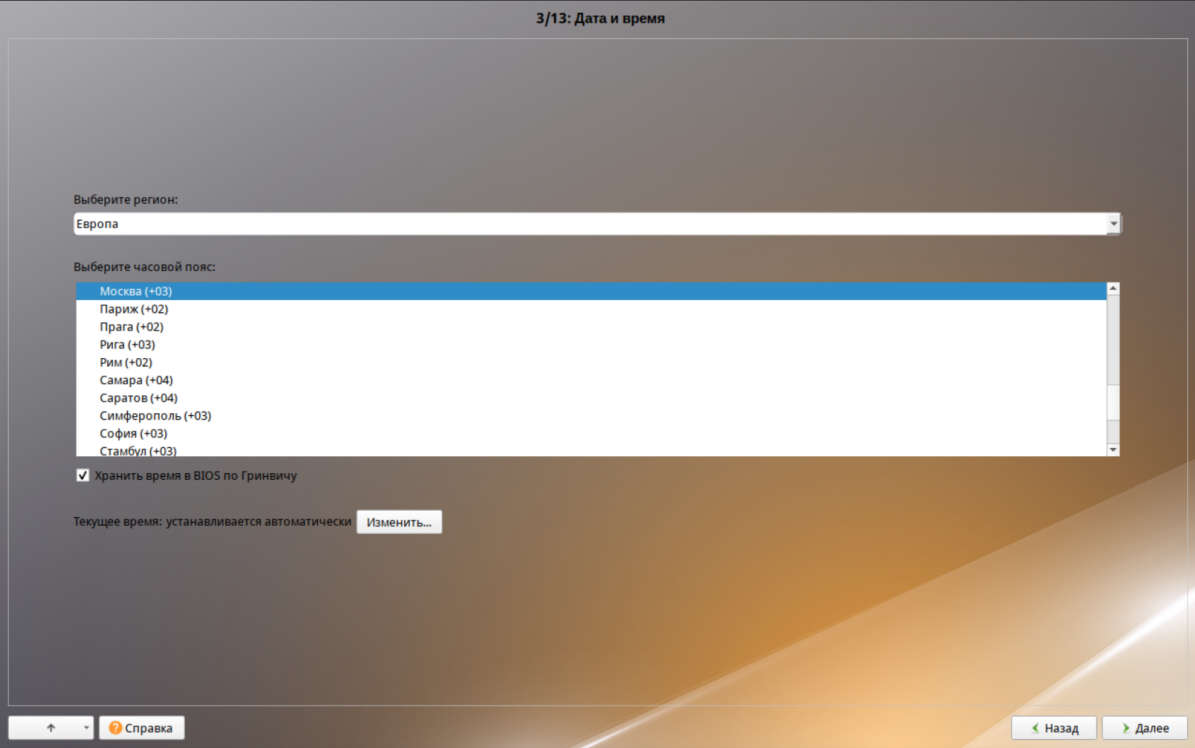 3/13: Дата и время
Выберите регион:
Европа
Выберите часовой пояс:
Москва (+03)
Париж (+02)
Прага (+02)
Рига (+03)
Рим (+02)
Самара (+04)
Саратов (+04)
Симферополь (+03)
София (+03)
Стамбул (+03)
Хранить время в BIOS по Гринвичу
Текущее время: устанавливается автоматически Изменить...
Справка Назад Далее